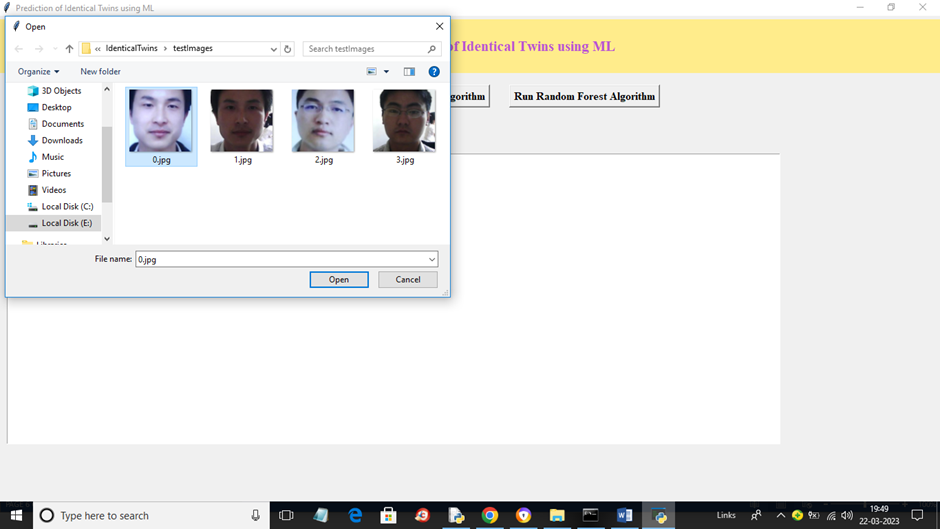 Prediction of Identical Twins using ML
Open
« IdenticalTwins › testImages
Search testImages
of Identical Twins using ML
Organize
New folder
?
3D Objects
Desktop
Documents
Downloads
Music
Pictures
Videos
Local Disk (C:)
Local Disk (E:)
Libraries
0.jpg
1.jpg
2.jpg
3.jpg
gorithm
Run Random Forest Algorithm
File name:
0.jpg
Open
Cancel
Type here to search
Links
19:49
22-03-2023